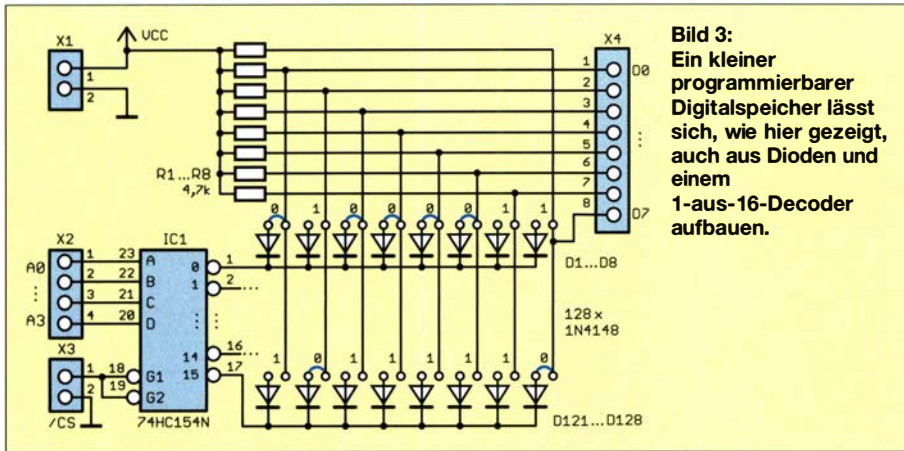 X1
VCC
1
2
X4
1
2
3
4
5
6
7
8
D0
⋮
D7
R1...R8
4,7k
Bild 3:
Ein kleiner
programmierbarer
Digitalspeicher lässt
sich, wie hier gezeigt,
auch aus Dioden und
einem
1-aus-16-Decoder
aufbauen.
0 1 0 0 0 0 1 1
D1...D8
X2
A0
⋮
A3
1 23
2 22
3 21
4 20
IC1
A
B
C
D
0 1
1 2 ...
⋮ ⋮
14 16 ...
15 17
128x
1N4148
X3
1 18
2 19
/CS
G1
G2
74HC154N
1 0 1 1 1 1 1 0
D121...D128